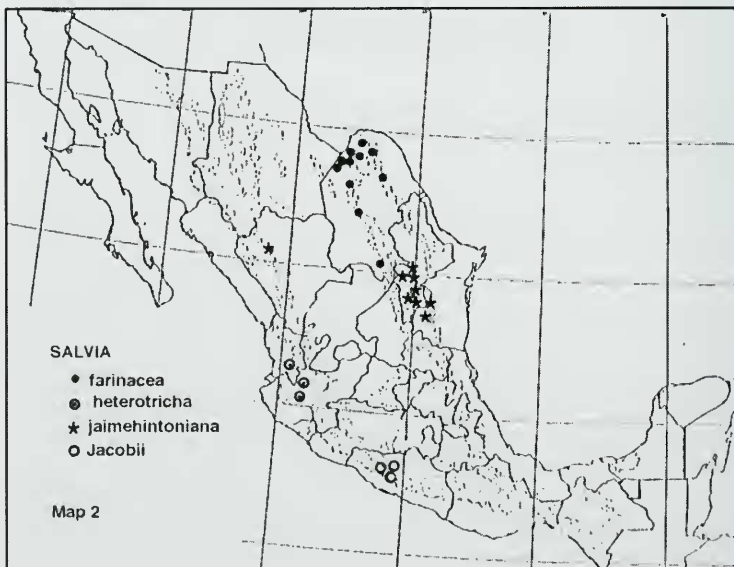 SALVIA
● farinacea
◉ heterotricha
★ jaimehintoniana
○ Jacobii
Map 2